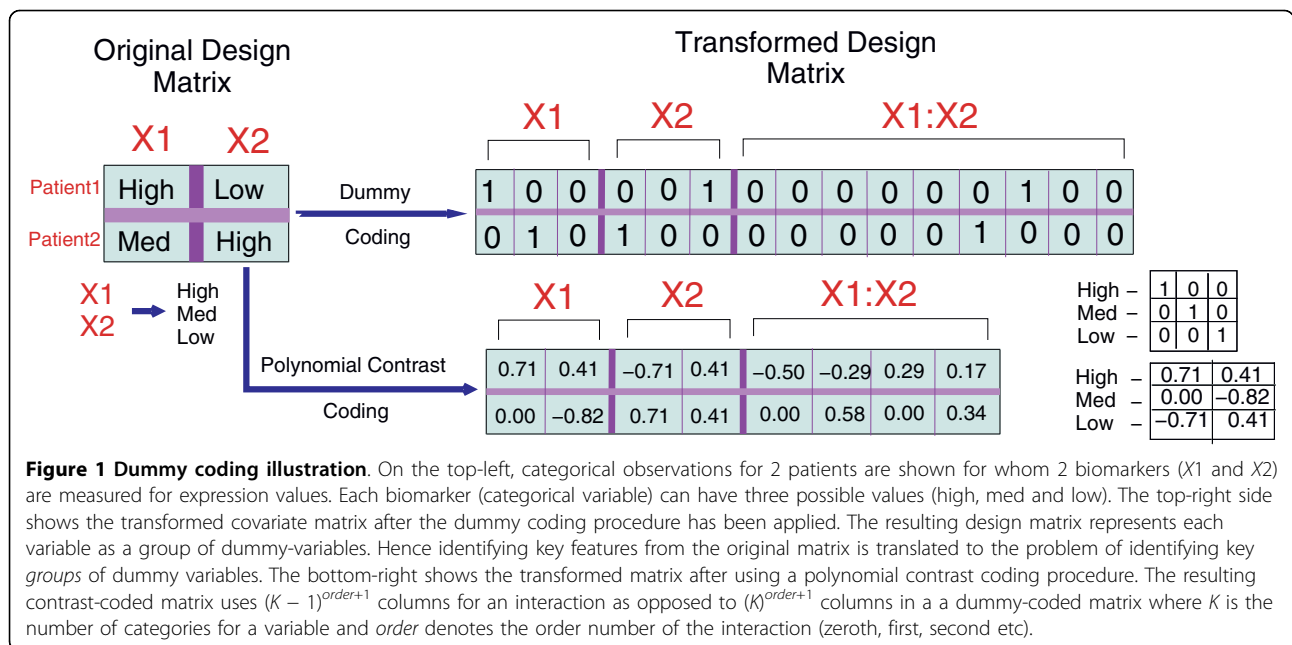 Original Design
Matrix
Transformed Design
Matrix
X1 X2
X1 X2 X1:X2
Patient1 High Low
Dummy
1 0 0 0 0 1 0 0 0 0 0 0 1 0 0
Patient2 Med High
Coding
0 1 0 1 0 0 0 0 0 0 0 1 0 0 0
X1
X2
High
Med
Low
X1 X2 X1:X2
High – 1 0 0
Med – 0 1 0
Low – 0 0 1
Polynomial Contrast
0.71 0.41 −0.71 0.41 −0.50 −0.29 0.29 0.17
Coding
0.00 −0.82 0.71 0.41 0.00 0.58 0.00 0.34
High – 0.71 0.41
Med – 0.00 −0.82
Low – −0.71 0.41
Figure 1 Dummy coding illustration. On the top-left, categorical observations for 2 patients are shown for whom 2 biomarkers (X1 and X2)
are measured for expression values. Each biomarker (categorical variable) can have three possible values (high, med and low). The top-right side
shows the transformed covariate matrix after the dummy coding procedure has been applied. The resulting design matrix represents each
variable as a group of dummy-variables. Hence identifying key features from the original matrix is translated to the problem of identifying key
groups of dummy variables. The bottom-right shows the transformed matrix after using a polynomial contrast coding procedure. The resulting
contrast-coded matrix uses (K − 1)^order+1 columns for an interaction as opposed to (K)^order+1 columns in a a dummy-coded matrix where K is the
number of categories for a variable and order denotes the order number of the interaction (zeroth, first, second etc).